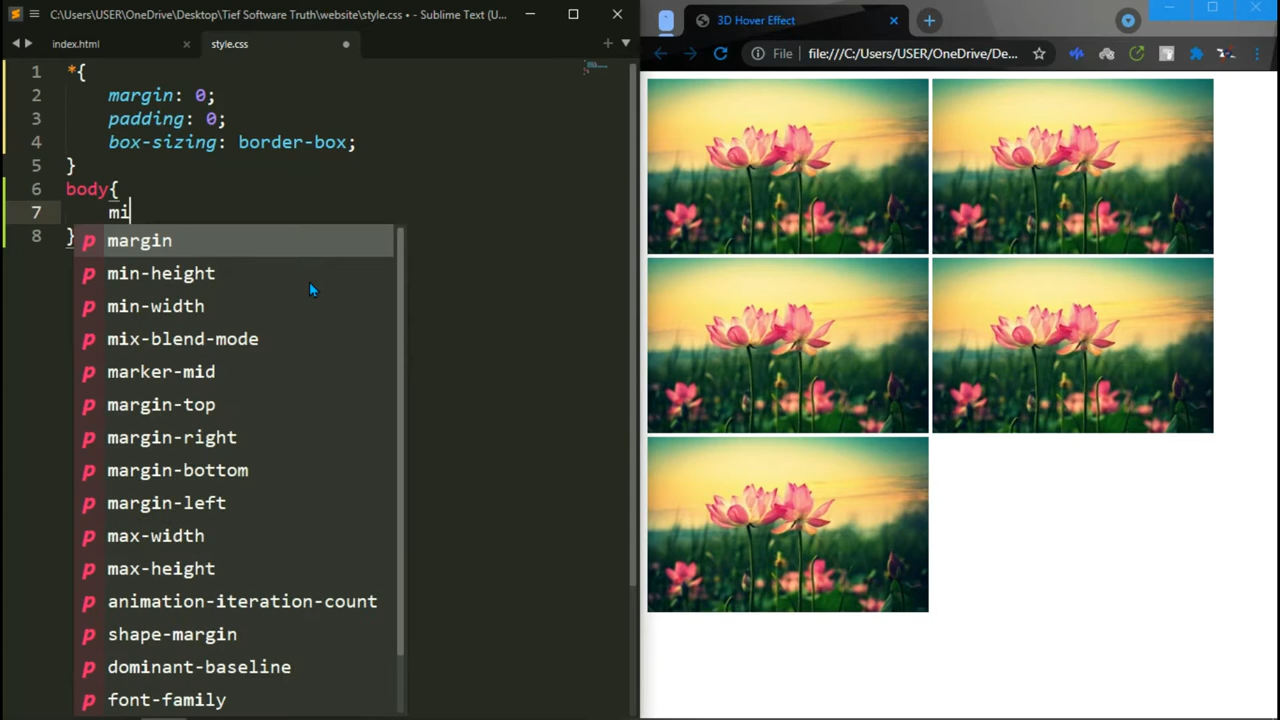 C:\Users\USER\OneDrive\Desktop\Tief Software Truth\website\style.css • - Sublime Text (U...
index.html
style.css
1 *{
2 margin: 0;
3 padding: 0;
4 box-sizing: border-box;
5 }
6 body{
7 mi
8 }
p margin
p min-height
p min-width
p mix-blend-mode
p marker-mid
p margin-top
p margin-right
p margin-bottom
p margin-left
p max-width
p max-height
p animation-iteration-count
p shape-margin
p dominant-baseline
p font-family
3D Hover Effect
File file:///C:/Users/USER/OneDrive/De...